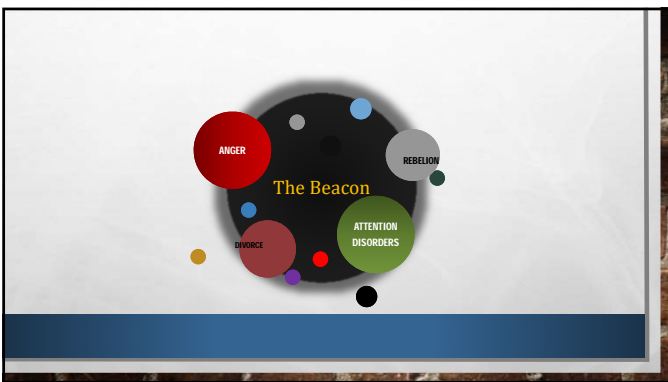 ANGER
REBELION
The Beacon
ATTENTION
DISORDERS
DIVORCE